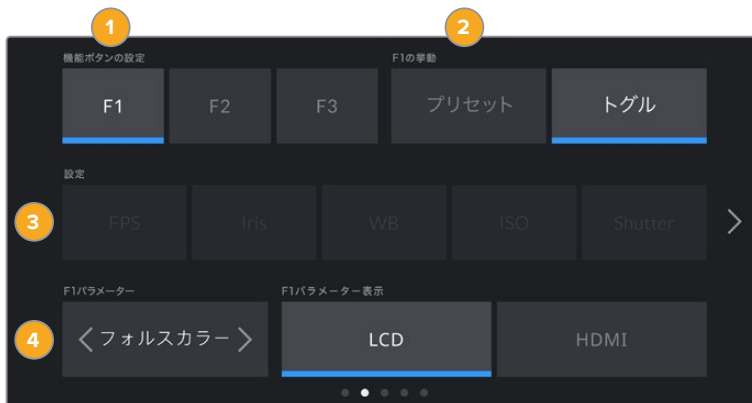 1 2
機能ボタンの設定 F1の挙動
F1 F2 F3 プリセット トグル
設定
3 FPS Iris WB ISO Shutter
F1パラメーター F1パラメーター表示
4 フォルスカラー LCD HDMI